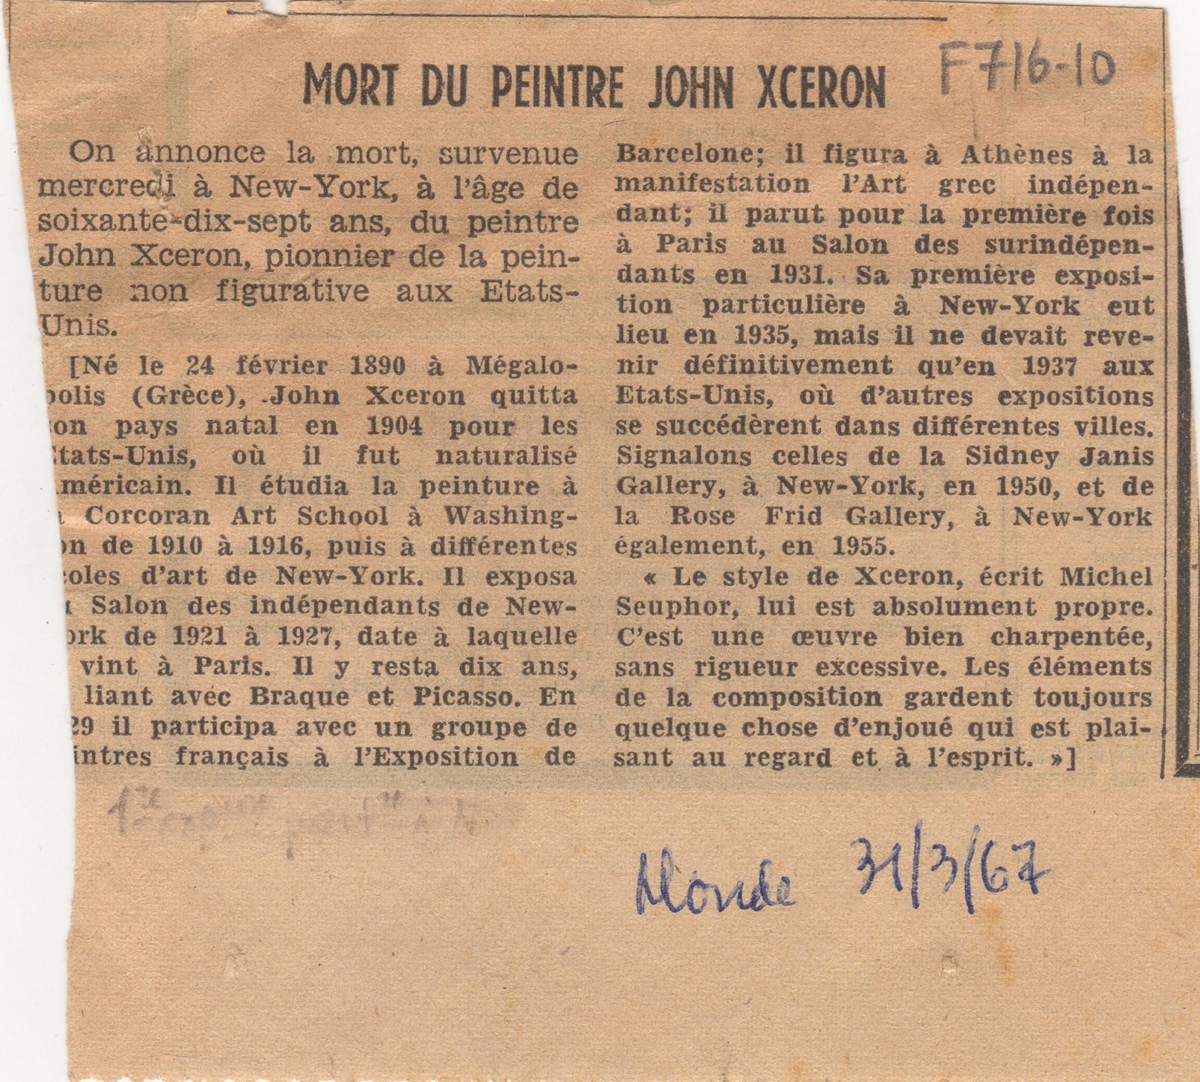 MORT DU PEINTRE JOHN XCERON
F716-10
On annonce la mort, survenue
mercredi à New-York, à l'âge de
soixante-dix-sept ans, du peintre
John Xceron, pionnier de la pein-
ture non figurative aux Etats-
Unis.
[Né le 24 février 1890 à Mégalo-
polis (Grèce), John Xceron quitta
on pays natal en 1904 pour les
tats-Unis, où il fut naturalisé
méricain. Il étudia la peinture à
Corcoran Art School à Washing-
on de 1910 à 1916, puis à différentes
coles d'art de New-York. Il exposa
Salon des indépendants de New-
ork de 1921 à 1927, date à laquelle
vint à Paris. Il y resta dix ans,
liant avec Braque et Picasso. En
29 il participa avec un groupe de
intres français à l'Exposition de
Barcelone; il figura à Athènes à la
manifestation l'Art grec indépen-
dant; il parut pour la première fois
à Paris au Salon des surindépen-
dants en 1931. Sa première exposi-
tion particulière à New-York eut
lieu en 1935, mais il ne devait reve-
nir définitivement qu'en 1937 aux
Etats-Unis, où d'autres expositions
se succédèrent dans différentes villes.
Signalons celles de la Sidney Janis
Gallery, à New-York, en 1950, et de
la Rose Frid Gallery, à New-York
également, en 1955.
« Le style de Xceron, écrit Michel
Seuphor, lui est absolument propre.
C'est une œuvre bien charpentée,
sans rigueur excessive. Les éléments
de la composition gardent toujours
quelque chose d'enjoué qui est plai-
sant au regard et à l'esprit. »]
Monde 31/3/67